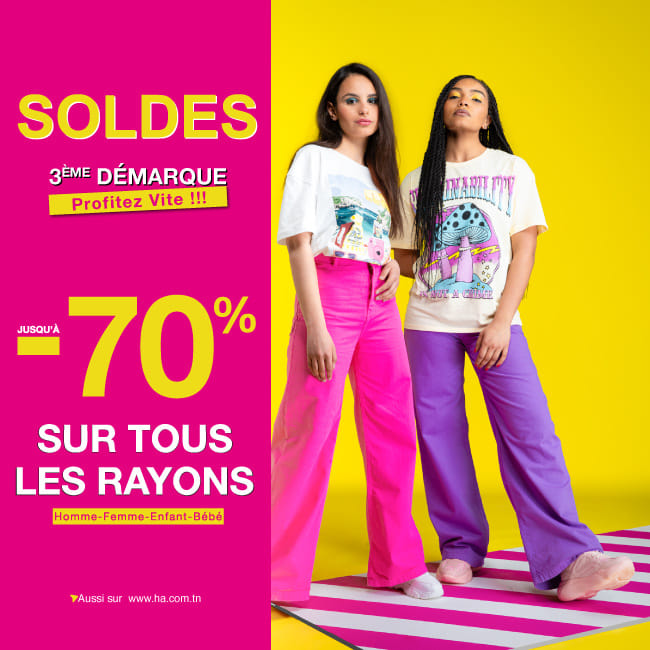 SOLDES
3ÈME DÉMARQUE
Profitez Vite !!!
JUSQU'À
-70%
SUR TOUS
LES RAYONS
Homme-Femme-Enfant-Bébé
Aussi sur www.ha.com.tn